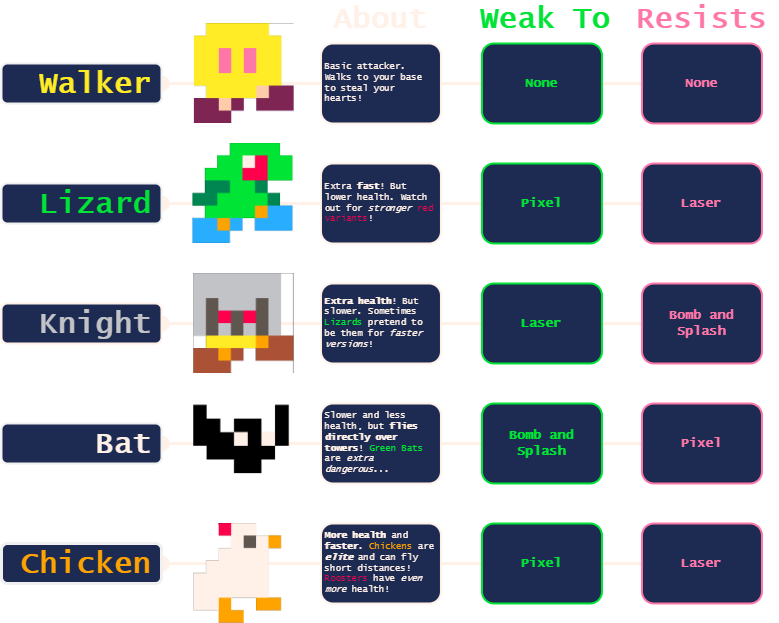 About Weak To Resists
Walker
Basic attacker.
Walks to your base
to steal your
hearts!
None
None
Lizard
Extra fast! But
lower health. Watch
out for stronger red
variants!
Pixel
Laser
Knight
Extra health! But
slower. Sometimes
Lizards pretend to
be them for faster
versions!
Laser
Bomb and
Splash
Bat
Slower and less
health, but flies
directly over
towers! Green Bats
are extra
dangerous...
Bomb and
Splash
Pixel
Chicken
More health and
faster. Chickens are
elite and can fly
short distances!
Roosters have even
more health!
Pixel
Laser